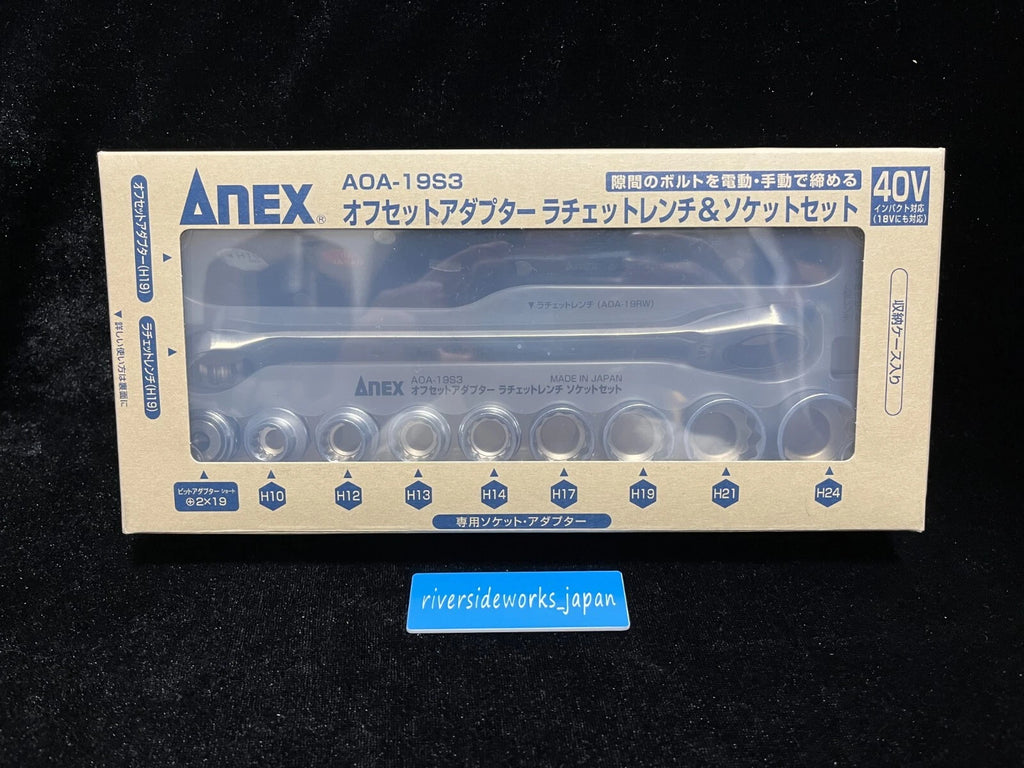 ANEX®
AOA-19S3
隙間のボルトを電動・手動で締める
オフセットアダプター ラチェットレンチ&ソケットセット
40V
インパクト対応
(18Vにも対応)
オフセットアダプター(H19)
ラチェットレンチ(H19)
▼詳しい使い方は裏面に
収納ケース入り
▼ラチェットレンチ (AOA-19RW)
ANEX AOA-19S3 MADE IN JAPAN
オフセットアダプター ラチェットレンチ ソケットセット
ビットアダプター ショート
⊕2×19
H10
H12
H13
H14
H17
H19
H21
H24
専用ソケット・アダプター
riversideworks_japan